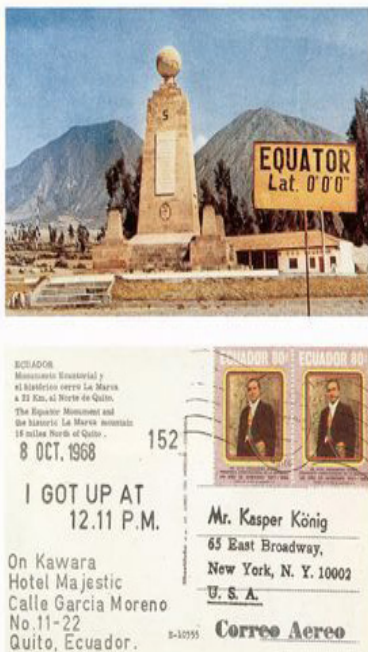 S
EQUATOR
Lat. 0°0'0"
ECUADOR
Monumento Ecuatorial y
el histórico cerro La Marca
a 22 Km. al Norte de Quito.
The Equator Monument and
the historic La Marca mountain
16 miles North of Quito.
8 OCT. 1968
152
I GOT UP AT
12.11 P.M.
On Kawara
Hotel Majestic
Calle Garcia Moreno
No.11-22
Quito, Ecuador.
ECUADOR 80
ECUADOR 80
Mr. Kasper König
65 East Broadway,
New York, N. Y. 10002
U. S. A.
Correo Aereo